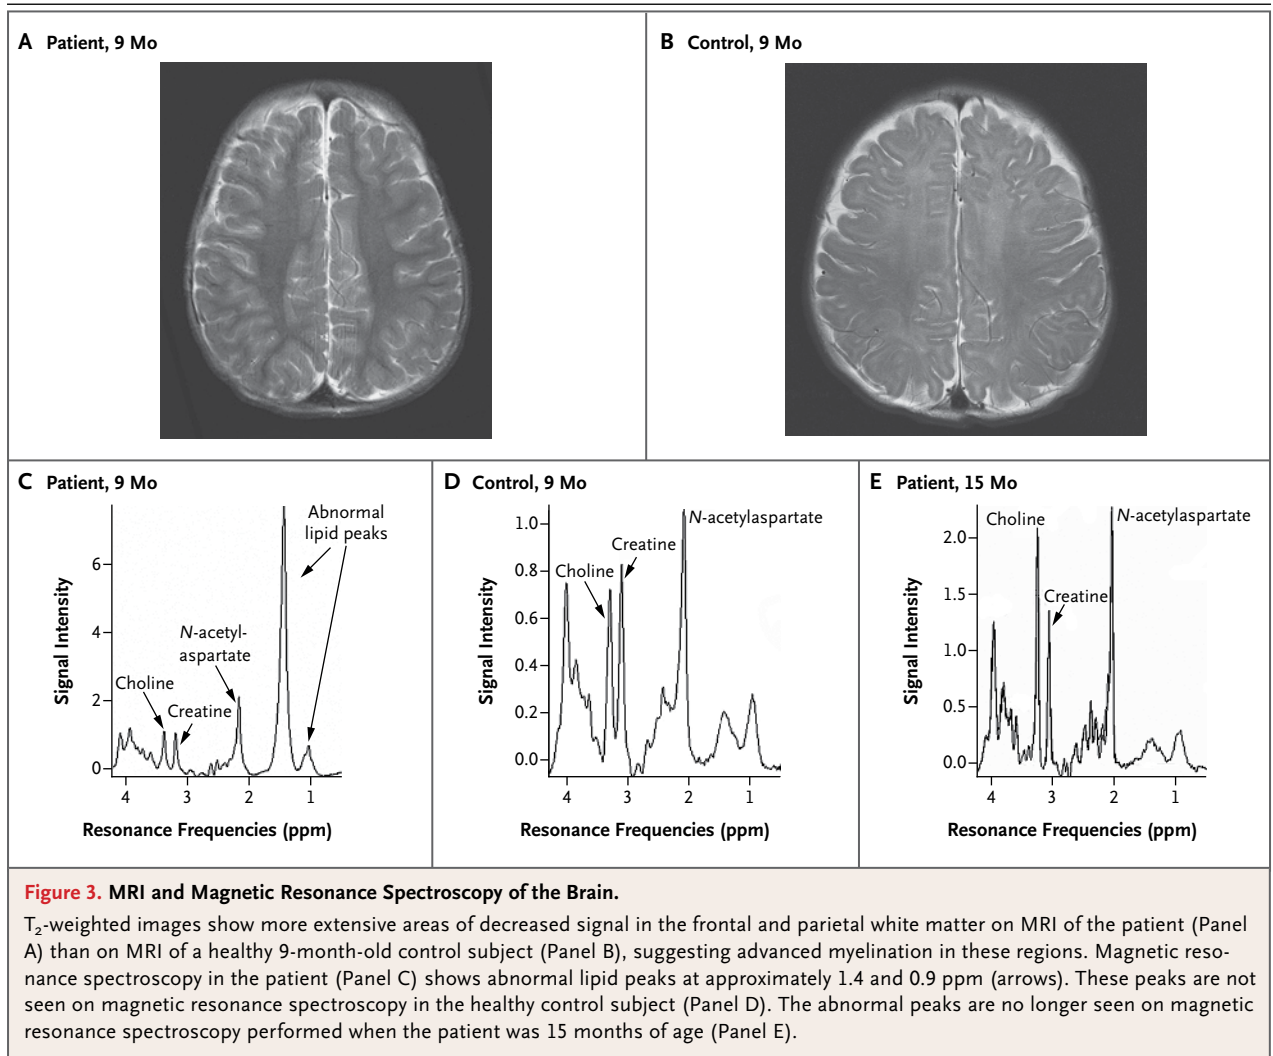 A Patient, 9 Mo
B Control, 9 Mo
C Patient, 9 Mo
Signal Intensity
6
4
2
0
Abnormal
lipid peaks
N-acetyl-
aspartate
Choline
Creatine
4 3 2 1
Resonance Frequencies (ppm)
D Control, 9 Mo
Signal Intensity
1.0
0.8
0.6
0.4
0.2
0.0
N-acetylaspartate
Creatine
Choline
4 3 2 1
Resonance Frequencies (ppm)
E Patient, 15 Mo
Signal Intensity
2.0
1.5
1.0
0.5
0.0
Choline
N-acetylaspartate
Creatine
4 3 2 1
Resonance Frequencies (ppm)
Figure 3. MRI and Magnetic Resonance Spectroscopy of the Brain.
T₂-weighted images show more extensive areas of decreased signal in the frontal and parietal white matter on MRI of the patient (Panel
A) than on MRI of a healthy 9-month-old control subject (Panel B), suggesting advanced myelination in these regions. Magnetic reso-
nance spectroscopy in the patient (Panel C) shows abnormal lipid peaks at approximately 1.4 and 0.9 ppm (arrows). These peaks are not
seen on magnetic resonance spectroscopy in the healthy control subject (Panel D). The abnormal peaks are no longer seen on magnetic
resonance spectroscopy performed when the patient was 15 months of age (Panel E).